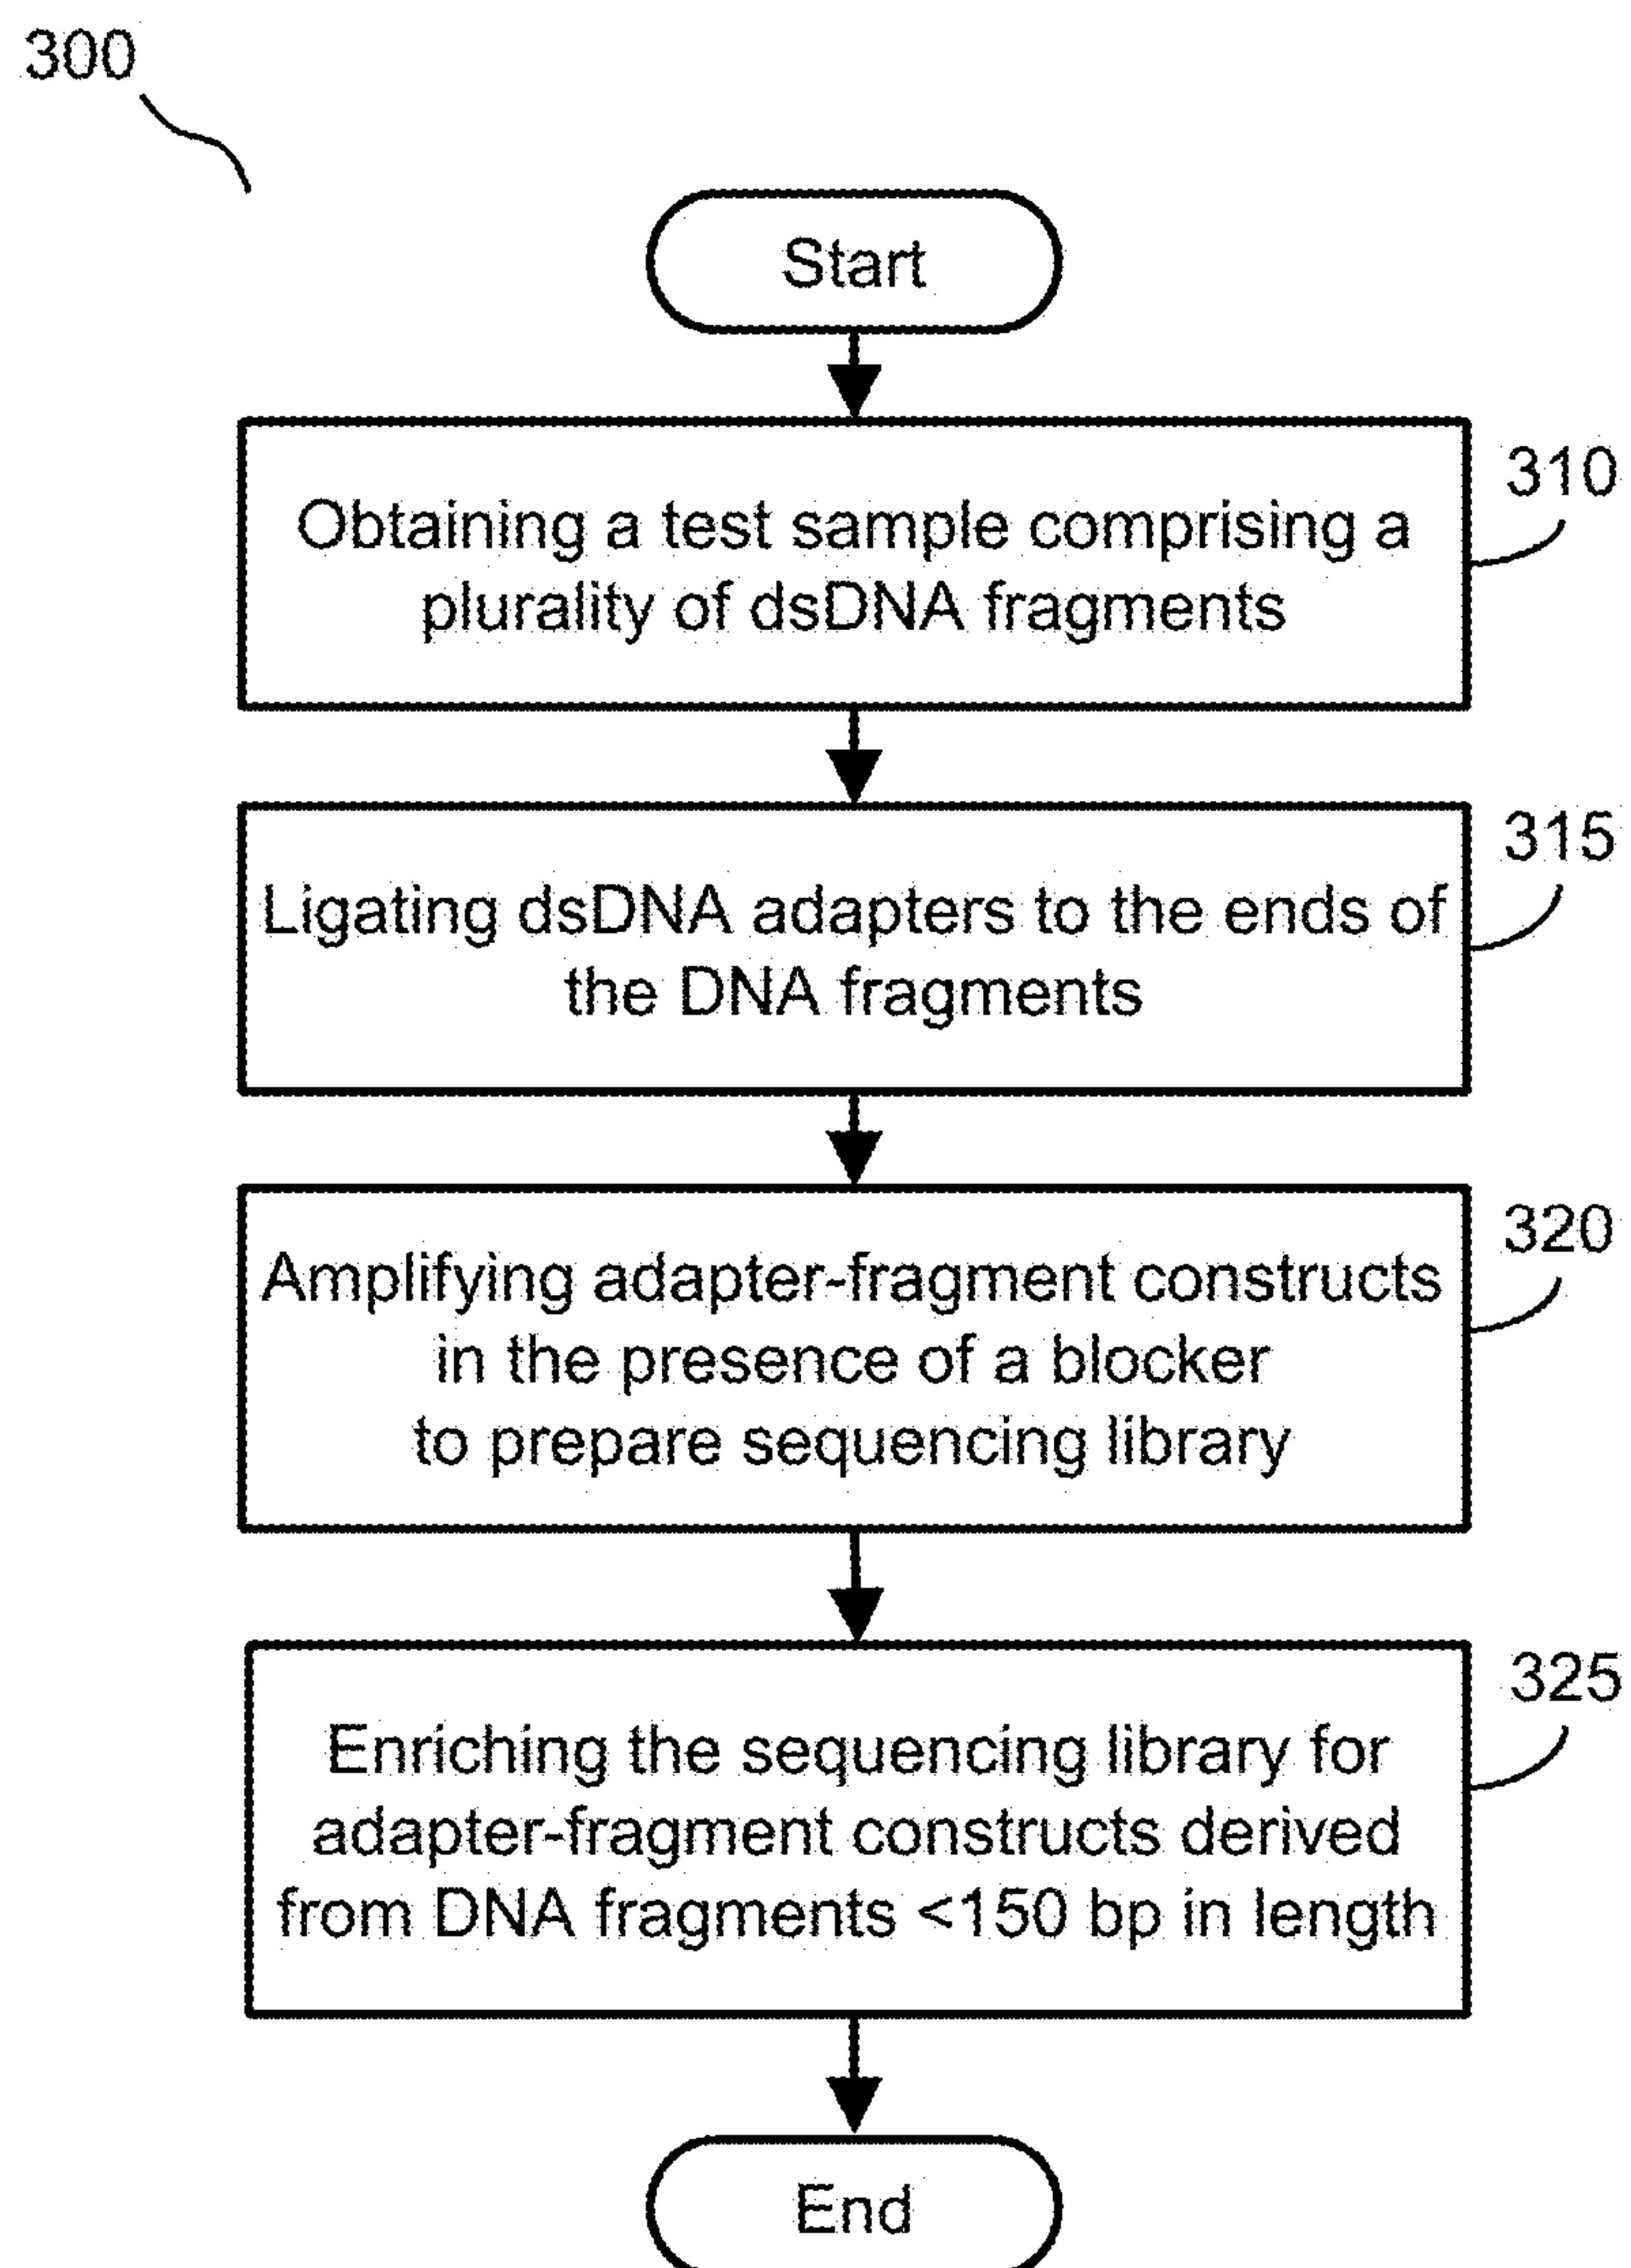 300
Start
310
Obtaining a test sample comprising a
plurality of dsDNA fragments
315
Ligating dsDNA adapters to the ends of
the DNA fragments
320
Amplifying adapter-fragment constructs
in the presence of a blocker
to prepare sequencing library
325
Enriching the sequencing library for
adapter-fragment constructs derived
from DNA fragments <150 bp in length
End